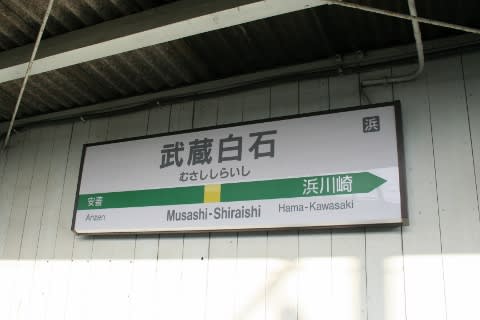 浜
武蔵白石
むさししらいし
安善
浜川崎
Anzen
Musashi-Shiraishi
Hama-Kawasaki